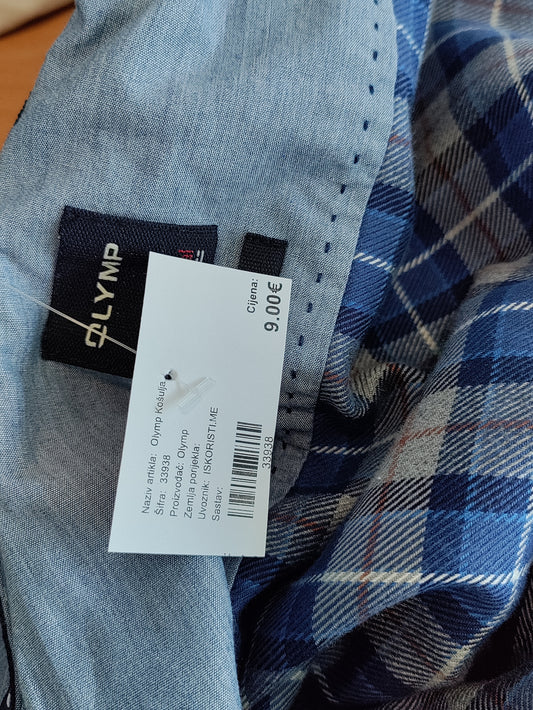 OLYMP
Cijena:
9.00€
Naziv artikla: Olymp Košulja
Šifra: 33938
Proizvođač: Olymp
Zemlja porijekla:
Uvoznik: ISKORISTI.ME
Sastav:
33938